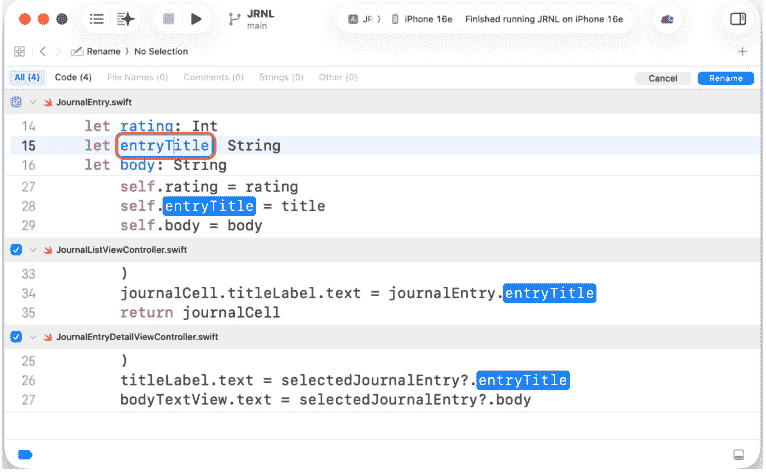 JRNL
main
JR ⟩ iPhone 16e Finished running JRNL on iPhone 16e
Rename ⟩ No Selection
All (4) Code (4) File Names (0) Comments (0) Strings (0) Other (0) Cancel Rename
JournalEntry.swift
14 let rating: Int
15 let entryTitle String
16 let body: String
27 self.rating = rating
28 self.entryTitle = title
29 self.body = body
JournalListViewController.swift
33 )
34 journalCell.titleLabel.text = journalEntry.entryTitle
35 return journalCell
JournalEntryDetailViewController.swift
25 )
26 titleLabel.text = selectedJournalEntry?.entryTitle
27 bodyTextView.text = selectedJournalEntry?.body